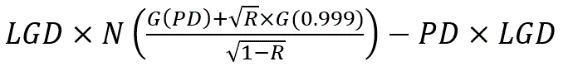 LGD × N ( (G(PD)+√R×G(0.999)) / √(1−R) ) − PD × LGD